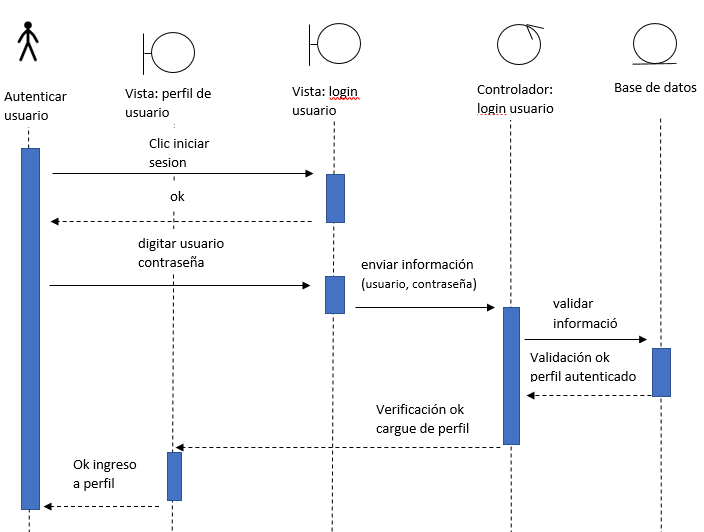 Autenticar
usuario
Vista: perfil de
usuario
Vista: login
usuario
Controlador:
login usuario
Base de datos
Clic iniciar
sesion
ok
digitar usuario
contraseña
enviar información
(usuario, contraseña)
validar
informació
Validación ok
perfil autenticado
Verificación ok
cargue de perfil
Ok ingreso
a perfil